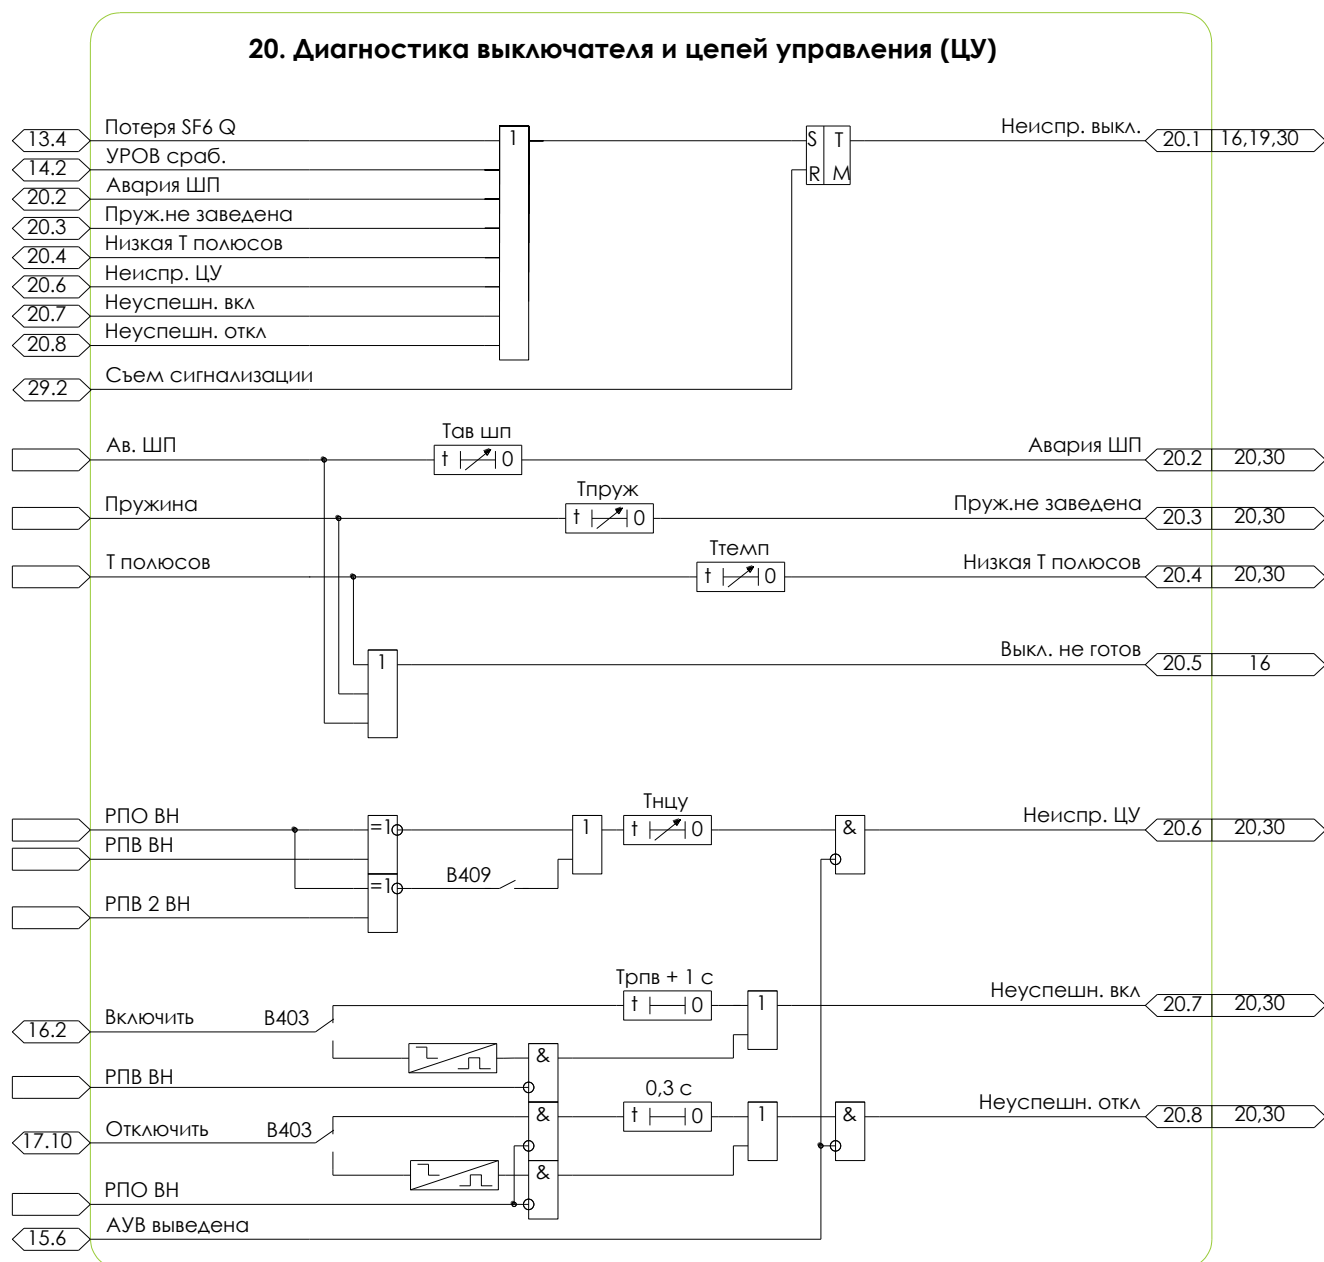 20. Диагностика выключателя и цепей управления (ЦУ)
13.4 Потеря SF6 Q 1 S T Неиспр. выкл. 20.1 16,19,30
14.2 УРОВ сраб. R M
20.2 Авария ШП
20.3 Пруж.не заведена
20.4 Низкая Т полюсов
20.6 Неиспр. ЦУ
20.7 Неуспешн. вкл
20.8 Неуспешн. откл
29.2 Съем сигнализации
Тав шп
Ав. ШП t 0 Авария ШП 20.2 20,30
Тпруж
Пружина t 0 Пруж.не заведена 20.3 20,30
Ттемп
Т полюсов t 0 Низкая Т полюсов 20.4 20,30
1 Выкл. не готов 20.5 16
Тнцу
РПО ВН =1 1 t 0 & Неиспр. ЦУ 20.6 20,30
РПВ ВН
=1 В409
РПВ 2 ВН
Трпв + 1 с
t 0 1 Неуспешн. вкл 20.7 20,30
16.2 Включить В403
&
РПВ ВН
0,3 с
& t 0 1 & Неуспешн. откл 20.8 20,30
17.10 Отключить В403
&
РПО ВН
15.6 АУВ выведена